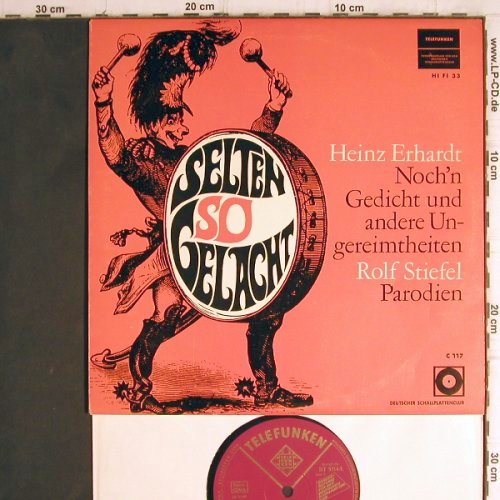 30 cm
20 cm
10 cm
www.LP-CD.de
10 cm
20 cm
30 cm
TELEFUNKEN
HI FI 33
SELTEN
SO
GELACHT
Heinz Erhardt
Noch'n
Gedicht und
andere Un-
gereimtheiten
Rolf Stiefel
Parodien
C 117
DEUTSCHER SCHALLPLATTENCLUB
TELEFUNKEN